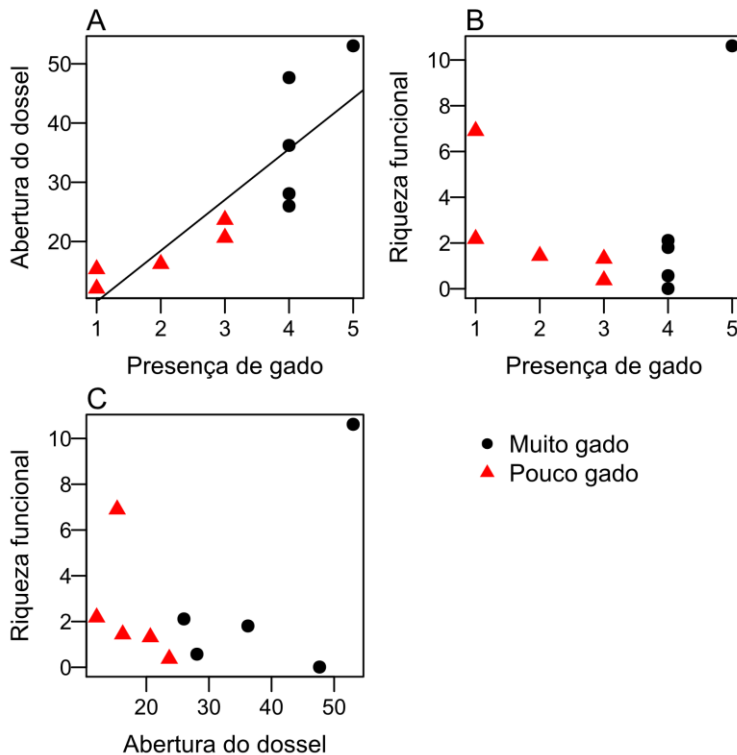 A
Abertura do dossel
50
40
30
20
1 2 3 4 5
Presença de gado
B
Riqueza funcional
10
8
6
4
2
0
1 2 3 4 5
Presença de gado
C
Riqueza funcional
10
8
6
4
2
0
20 30 40 50
Abertura do dossel
Muito gado
Pouco gado